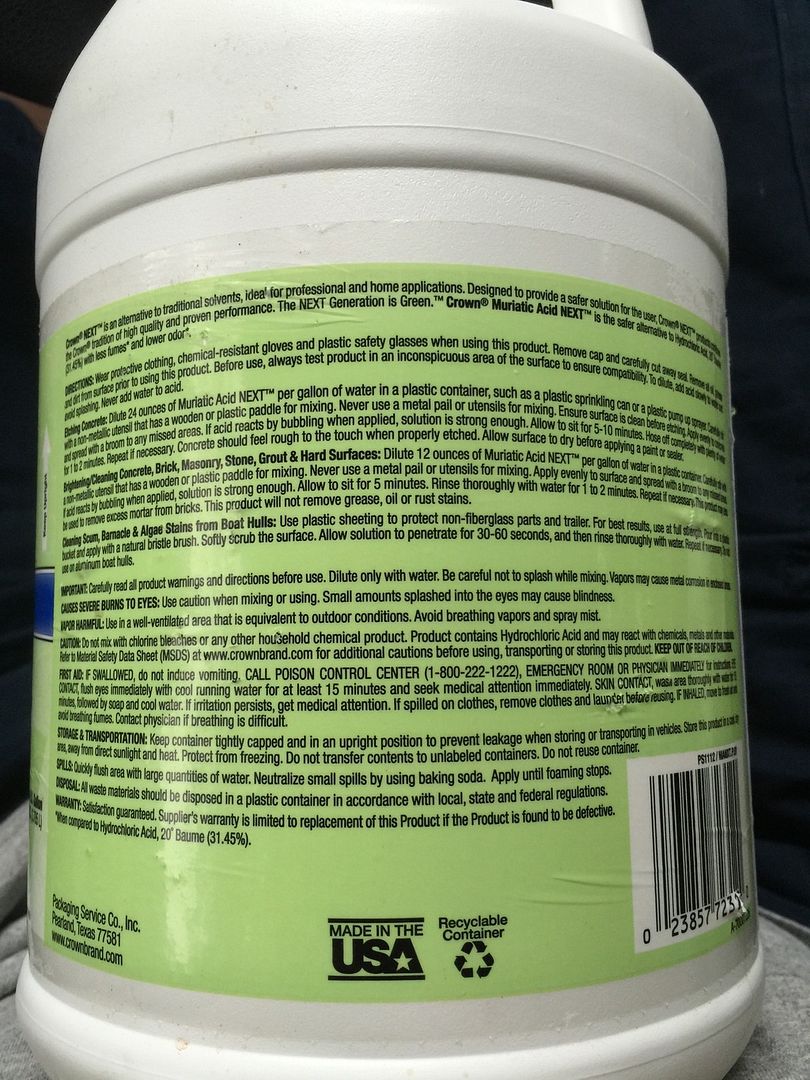 Crown® NEXT™ is an alternative to traditional solvents, ideal for professional and home applications. Designed to provide a safer solution for the user, Crown® NEXT™ products
the Crown® tradition of high quality and proven performance. The NEXT Generation is Green.™ Crown® Muriatic Acid NEXT™ is the safer alternative to Hydrochloric Acid, 20°
(31.45%) with less fumes* and lower odor*.
DIRECTIONS: Wear protective clothing, chemical-resistant gloves and plastic safety glasses when using this product. Remove cap and carefully cut away seal. Remove all
and dirt from surface prior to using this product. Before use, always test product in an inconspicuous area of the surface to ensure compatibility. To dilute, add acid slowly to water
avoid splashing. Never add water to acid.
Etching Concrete: Dilute 24 ounces of Muriatic Acid NEXT™ per gallon of water in a plastic container, such as a plastic sprinkling can or a plastic pump up sprayer. Carefully
with a non-metallic utensil that has a wooden or plastic paddle for mixing. Never use a metal pail or utensils for mixing. Ensure surface is clean before etching. Apply evenly to
and spread with a broom to any missed areas. If acid reacts by bubbling when applied, solution is strong enough. Allow to sit for 5-10 minutes. Hose off completely with plenty of
for 1 to 2 minutes. Repeat if necessary. Concrete should feel rough to the touch when properly etched. Allow surface to dry before applying a paint or sealer.
Brightening/Cleaning Concrete, Brick, Masonry, Stone, Grout & Hard Surfaces: Dilute 12 ounces of Muriatic Acid NEXT™ per gallon of water in a plastic container. Carefully
a non-metallic utensil that has a wooden or plastic paddle for mixing. Never use a metal pail or utensils for mixing. Apply evenly to surface and spread with a broom to any missed
if acid reacts by bubbling when applied, solution is strong enough. Allow to sit for 5 minutes. Rinse thoroughly with water for 1 to 2 minutes. Repeat if necessary. This product may
be used to remove excess mortar from bricks. This product will not remove grease, oil or rust stains.
Cleaning Scum, Barnacle & Algae Stains from Boat Hulls: Use plastic sheeting to protect non-fiberglass parts and trailer. For best results, use at full strength. Pour into a
bucket and apply with a natural bristle brush. Softly scrub the surface. Allow solution to penetrate for 30-60 seconds, and then rinse thoroughly with water. Repeat if necessary. Do not
use on aluminum boat hulls.
IMPORTANT: Carefully read all product warnings and directions before use. Dilute only with water. Be careful not to splash while mixing. Vapors may cause metal corrosion in enclosed areas.
CAUSES SEVERE BURNS TO EYES: Use caution when mixing or using. Small amounts splashed into the eyes may cause blindness.
VAPOR HARMFUL: Use in a well-ventilated area that is equivalent to outdoor conditions. Avoid breathing vapors and spray mist.
CAUTION: Do not mix with chlorine bleaches or any other household chemical product. Product contains Hydrochloric Acid and may react with chemicals, metals and other
Refer to Material Safety Data Sheet (MSDS) at www.crownbrand.com for additional cautions before using, transporting or storing this product. KEEP OUT OF REACH OF CHILDREN.
FIRST AID: IF SWALLOWED, do not induce vomiting. CALL POISON CONTROL CENTER (1-800-222-1222), EMERGENCY ROOM OR PHYSICIAN IMMEDIATELY for instructions. EYE
CONTACT, flush eyes immediately with cool running water for at least 15 minutes and seek medical attention immediately. SKIN CONTACT, wash area thoroughly with water
minutes, followed by soap and cool water. If irritation persists, get medical attention. If spilled on clothes, remove clothes and launder before reusing. IF INHALED, move to fresh air and
avoid breathing fumes. Contact physician if breathing is difficult.
STORAGE & TRANSPORTATION: Keep container tightly capped and in an upright position to prevent leakage when storing or transporting in vehicles. Store this product in a cool, dry
area, away from direct sunlight and heat. Protect from freezing. Do not transfer contents to unlabeled containers. Do not reuse container.
SPILLS: Quickly flush area with large quantities of water. Neutralize small spills by using baking soda. Apply until foaming stops.
DISPOSAL: All waste materials should be disposed in a plastic container in accordance with local, state and federal regulations.
WARRANTY: Satisfaction guaranteed. Supplier's warranty is limited to replacement of this Product if the Product is found to be defective.
*When compared to Hydrochloric Acid, 20° Baume (31.45%).
Keep Upright
Packaging Service Co., Inc.
Pearland, Texas 77581
www.crownbrand.com
MADE IN THE
USA
Recyclable
Container
PS1112
0 23857 723